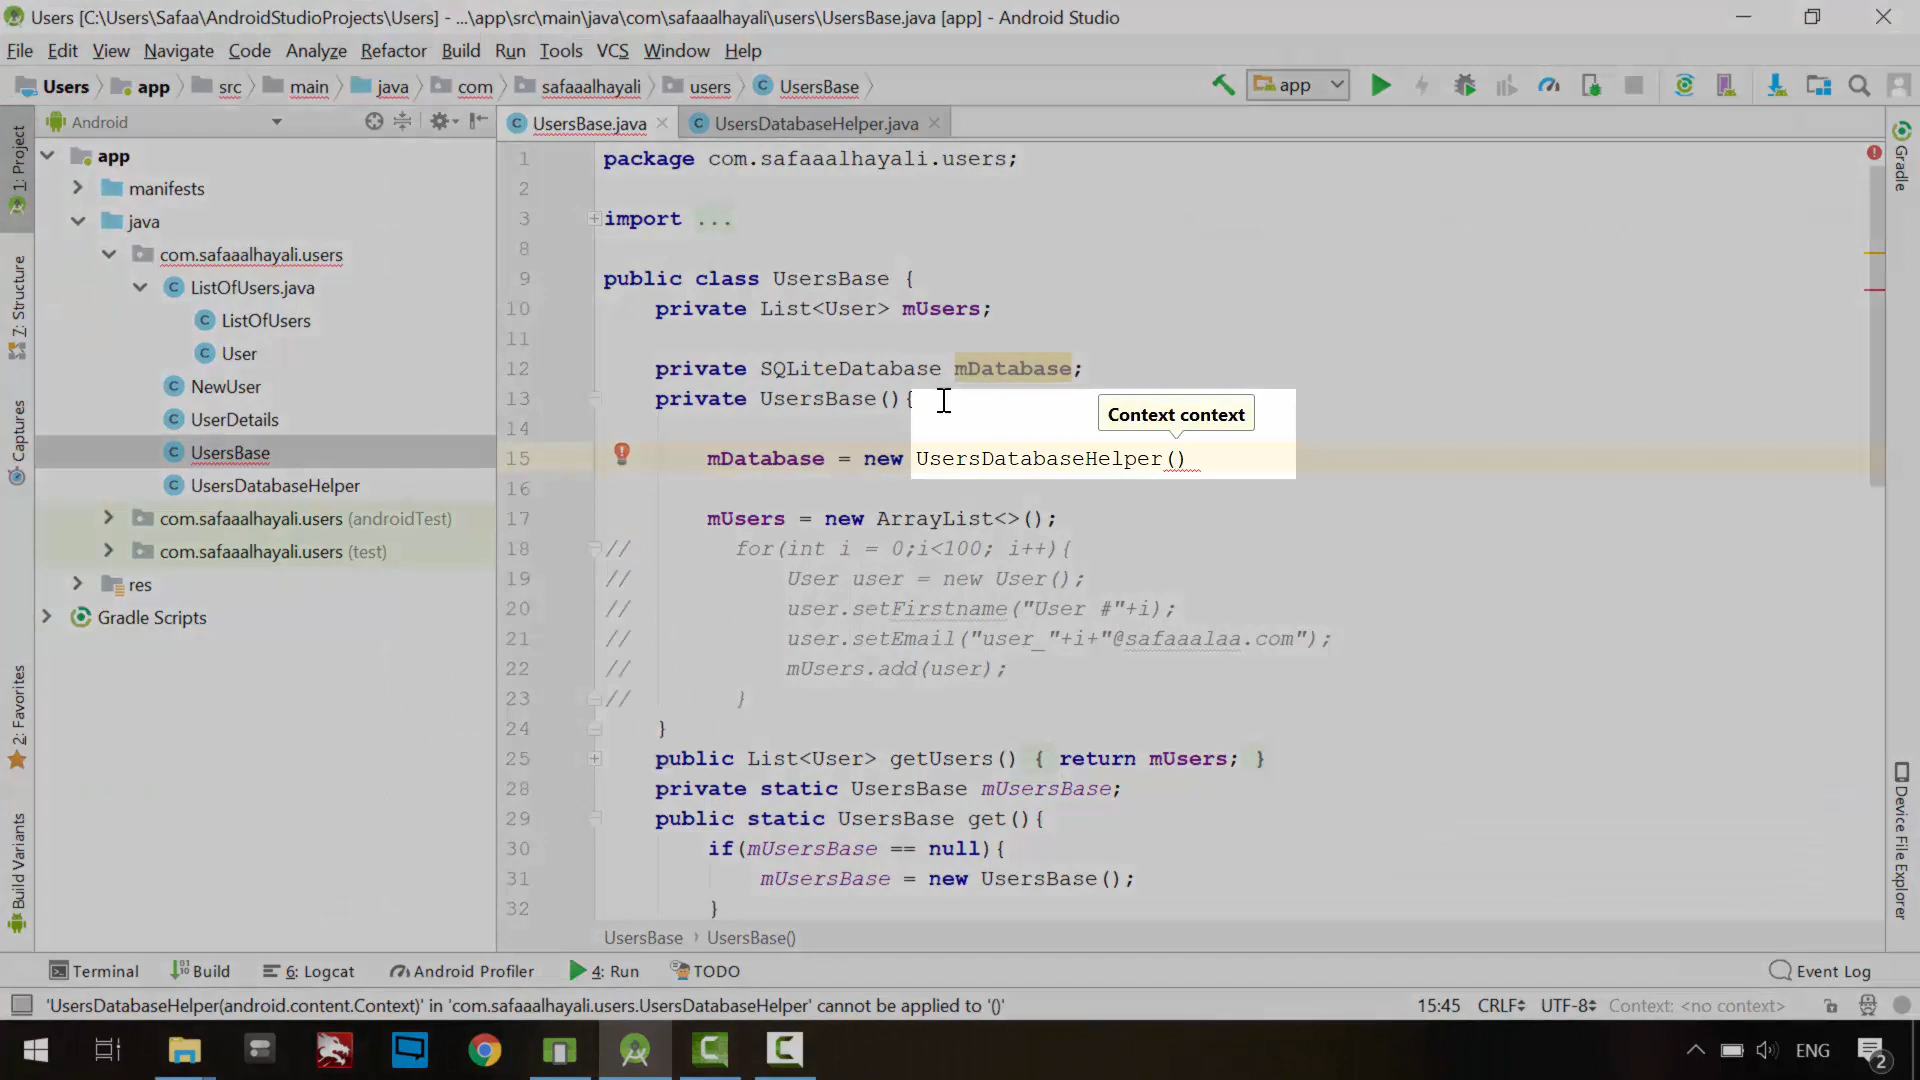 Users [C:\Users\Safaa\AndroidStudioProjects\Users] - ...\app\src\main\java\com\safaaalhayali\users\UsersBase.java [app] - Android Studio
File Edit View Navigate Code Analyze Refactor Build Run Tools VCS Window Help
Users app src main java com safaaalhayali users UsersBase app
Android
UsersBase.java UsersDatabaseHelper.java
1: Project
7: Structure
Captures
2: Favorites
Build Variants
app
manifests
java
com.safaaalhayali.users
ListOfUsers.java
ListOfUsers
User
NewUser
UserDetails
UsersBase
UsersDatabaseHelper
com.safaaalhayali.users (androidTest)
com.safaaalhayali.users (test)
res
Gradle Scripts
1 package com.safaaalhayali.users;
2
3 import ...
8
9 public class UsersBase {
10 private List<User> mUsers;
11
12 private SQLiteDatabase mDatabase;
13 private UsersBase(){
Context context
14
15 mDatabase = new UsersDatabaseHelper()
16
17 mUsers = new ArrayList<>();
18 // for(int i = 0;i<100; i++){
19 // User user = new User();
20 // user.setFirstname("User #"+i);
21 // user.setEmail("user_"+i+"@safaaalaa.com");
22 // mUsers.add(user);
23 // }
24 }
25 public List<User> getUsers() { return mUsers; }
28 private static UsersBase mUsersBase;
29 public static UsersBase get(){
30 if(mUsersBase == null){
31 mUsersBase = new UsersBase();
32 }
UsersBase › UsersBase()
Gradle
Device File Explorer
Terminal Build 6: Logcat Android Profiler 4: Run TODO Event Log
'UsersDatabaseHelper(android.content.Context)' in 'com.safaaalhayali.users.UsersDatabaseHelper' cannot be applied to '()' 15:45 CRLF UTF-8 Context: <no context>
ENG 2